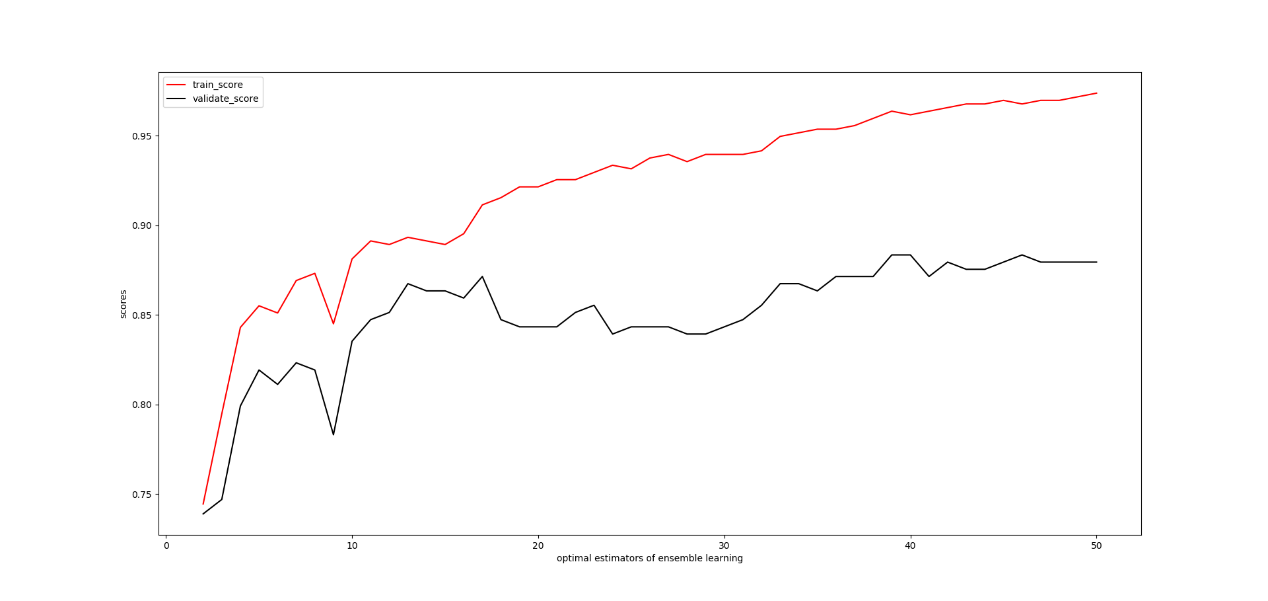 train_score
validate_score
0.95
0.90
0.85
0.80
0.75
scores
0 10 20 30 40 50
optimal estimators of ensemble learning